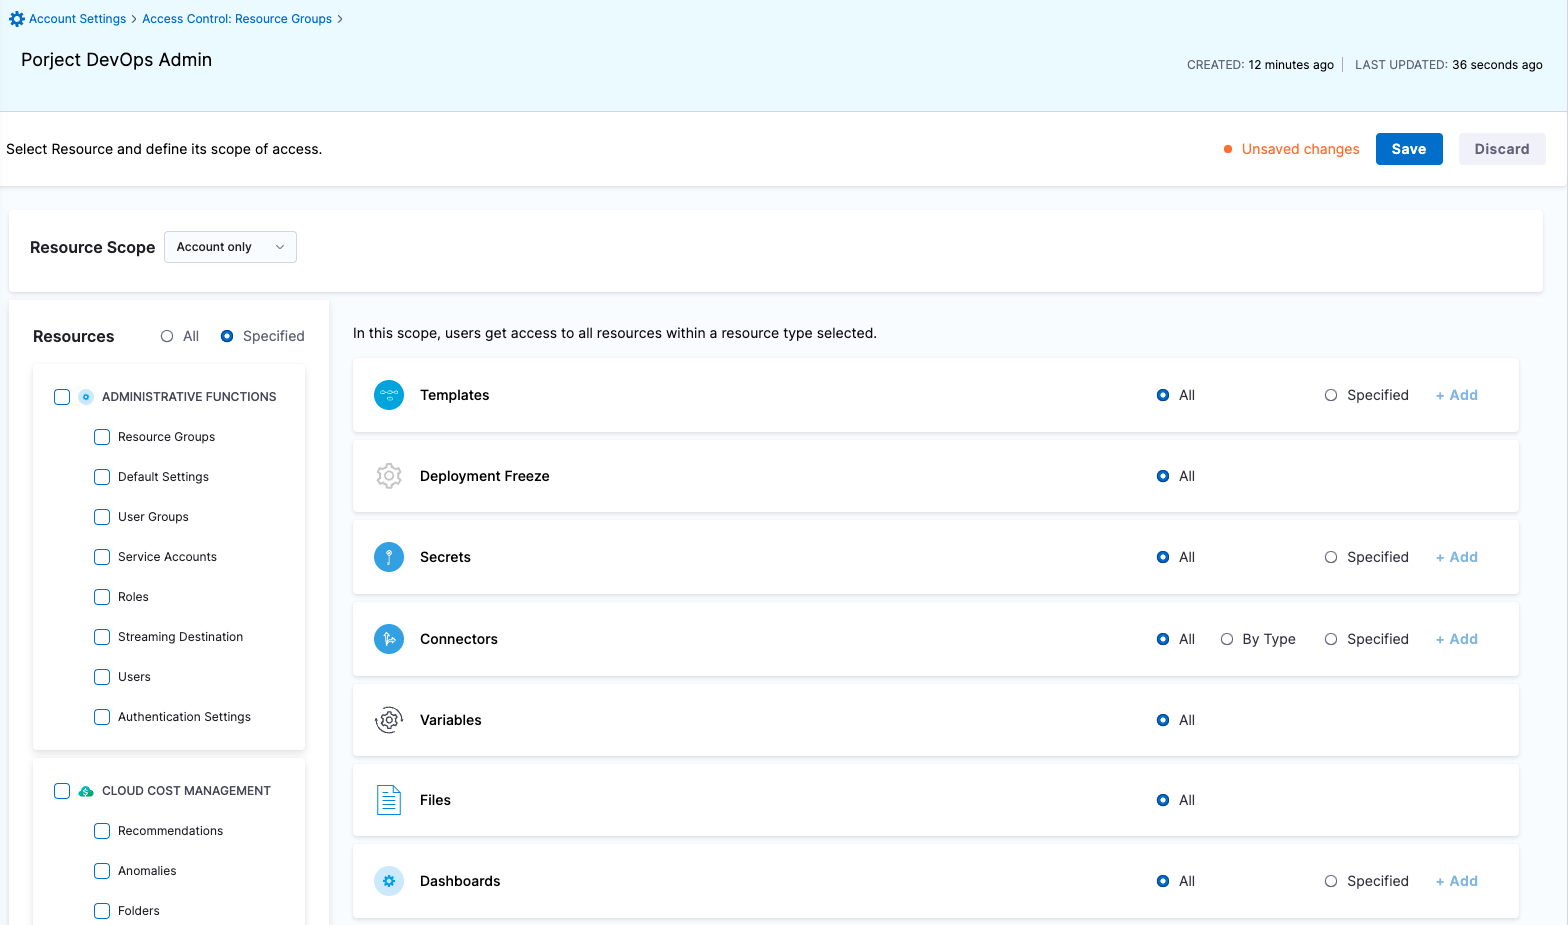 Account Settings > Access Control: Resource Groups >
Porject DevOps Admin
CREATED: 12 minutes ago | LAST UPDATED: 36 seconds ago
Select Resource and define its scope of access.
Unsaved changes
Save
Discard
Resource Scope
Account only
Resources
All
Specified
ADMINISTRATIVE FUNCTIONS
Resource Groups
Default Settings
User Groups
Service Accounts
Roles
Streaming Destination
Users
Authentication Settings
CLOUD COST MANAGEMENT
Recommendations
Anomalies
Folders
In this scope, users get access to all resources within a resource type selected.
Templates All Specified + Add
Deployment Freeze All
Secrets All Specified + Add
Connectors All By Type Specified + Add
Variables All
Files All
Dashboards All Specified + Add